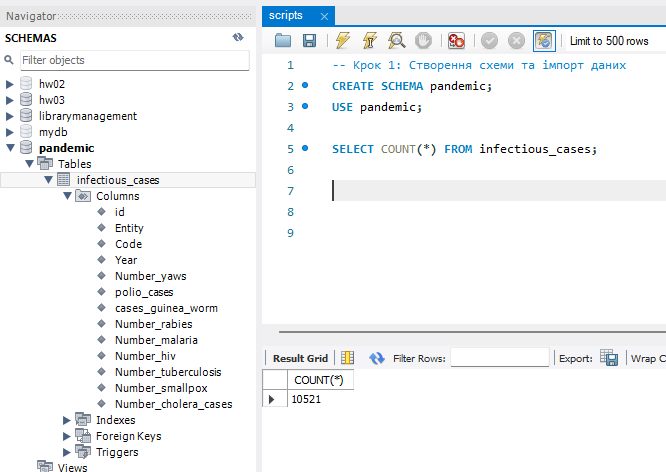 Navigator
SCHEMAS
Filter objects
hw02
hw03
librarymanagement
mydb
pandemic
Tables
infectious_cases
Columns
id
Entity
Code
Year
Number_yaws
polio_cases
cases_guinea_worm
Number_rabies
Number_malaria
Number_hiv
Number_tuberculosis
Number_smallpox
Number_cholera_cases
Indexes
Foreign Keys
Triggers
Views
scripts
Limit to 500 rows
1 -- Крок 1: Створення схеми та імпорт даних
2 CREATE SCHEMA pandemic;
3 USE pandemic;
4
5 SELECT COUNT(*) FROM infectious_cases;
6
7
8
9
Result Grid Filter Rows: Export: Wrap C
COUNT(*)
10521